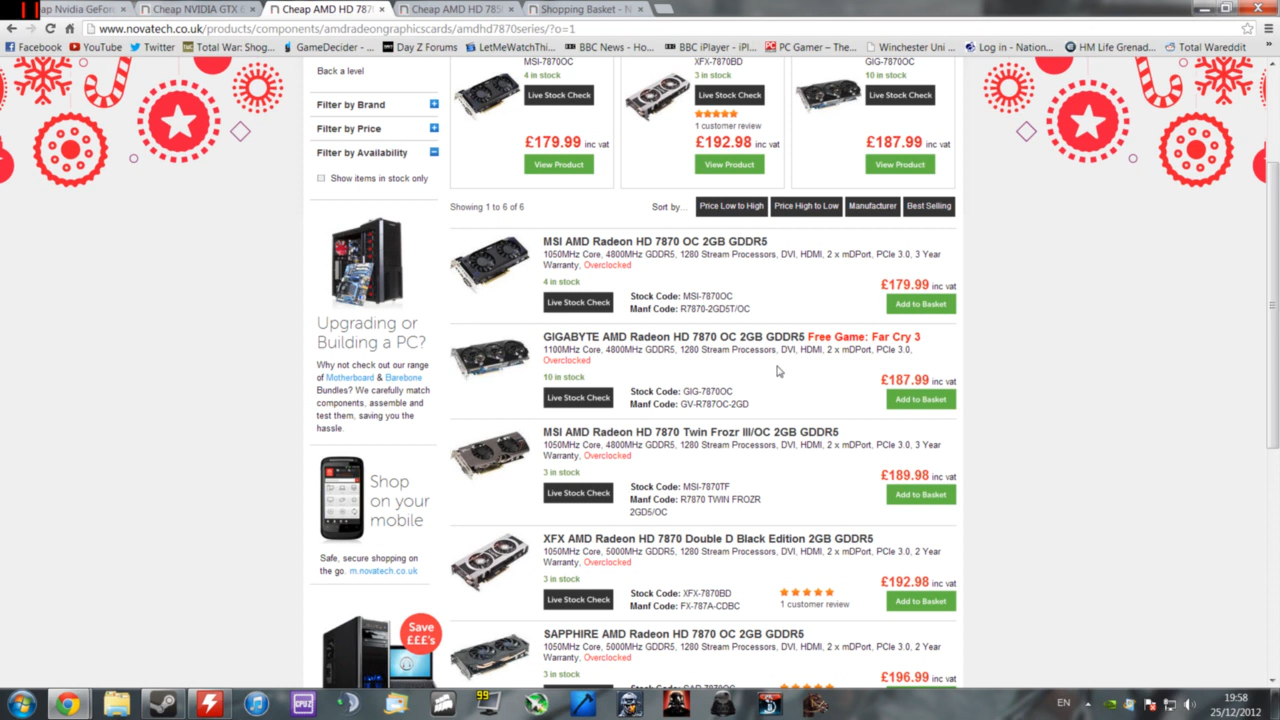 ap Nvidia GeFor
Cheap NVIDIA GTX 6
Cheap AMD HD 787
Cheap AMD HD 785
Shopping Basket - N
www.novatech.co.uk/products/components/amdradeongraphicscards/amdhd7870series/?o=1
Facebook
YouTube
Twitter
Total War: Shog...
GameDecider - ...
Day Z Forums
LetMeWatchThi...
BBC News - Ho...
BBC iPlayer - iPl...
PC Gamer – The...
Winchester Uni ...
Log in - Nation...
HM Life Grenad...
Total Wareddit
»
Back a level
Filter by Brand
Filter by Price
Filter by Availability
Show items in stock only
MSI-7870OC
4 in stock
Live Stock Check
£179.99 inc vat
View Product
XFX-7870BD
3 in stock
Live Stock Check
1 customer review
£192.98 inc vat
View Product
GIG-7870OC
10 in stock
Live Stock Check
£187.99 inc vat
View Product
Showing 1 to 6 of 6
Sort by...
Price Low to High
Price High to Low
Manufacturer
Best Selling
MSI AMD Radeon HD 7870 OC 2GB GDDR5
1050MHz Core, 4800MHz GDDR5, 1280 Stream Processors, DVI, HDMI, 2 x mDPort, PCIe 3.0, 3 Year
Warranty, Overclocked
4 in stock
£179.99 inc vat
Live Stock Check
Stock Code: MSI-7870OC
Manf Code: R7870-2GD5T/OC
Add to Basket
GIGABYTE AMD Radeon HD 7870 OC 2GB GDDR5 Free Game: Far Cry 3
1100MHz Core, 4800MHz GDDR5, 1280 Stream Processors, DVI, HDMI, 2 x mDPort, PCIe 3.0,
Overclocked
10 in stock
£187.99 inc vat
Live Stock Check
Stock Code: GIG-7870OC
Manf Code: GV-R787OC-2GD
Add to Basket
MSI AMD Radeon HD 7870 Twin Frozr III/OC 2GB GDDR5
1050MHz Core, 4800MHz GDDR5, 1280 Stream Processors, DVI, HDMI, 2 x mDPort, PCIe 3.0, 3 Year
Warranty, Overclocked
3 in stock
£189.98 inc vat
Live Stock Check
Stock Code: MSI-7870TF
Manf Code: R7870 TWIN FROZR
2GD5/OC
Add to Basket
XFX AMD Radeon HD 7870 Double D Black Edition 2GB GDDR5
1050MHz Core, 5000MHz GDDR5, 1280 Stream Processors, DVI, HDMI, 2 x mDPort, PCIe 3.0, 2 Year
Warranty, Overclocked
3 in stock
£192.98 inc vat
Live Stock Check
Stock Code: XFX-7870BD
Manf Code: FX-787A-CDBC
1 customer review
Add to Basket
SAPPHIRE AMD Radeon HD 7870 OC 2GB GDDR5
1050MHz Core, 5000MHz GDDR5, 1280 Stream Processors, DVI, HDMI, 2 x mDPort, PCIe 3.0, 2 Year
Warranty, Overclocked
3 in stock
£196.99 inc vat
Upgrading or
Building a PC?
Why not check out our range
of Motherboard & Barebone
Bundles? We carefully match
components, assemble and
test them, saving you the
hassle.
Shop
on your
mobile
Safe, secure shopping on
the go. m.novatech.co.uk
Save
£££'s
CPUZ
99
EN
19:58
25/12/2012